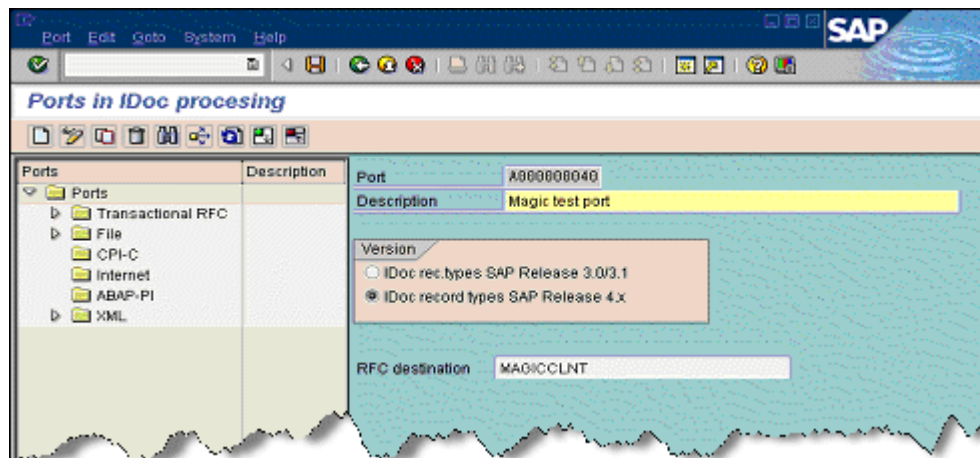 Port Edit Goto System Help
SAP
Ports in IDoc procesing
Ports Description
Ports
Transactional RFC
File
CPI-C
Internet
ABAP-PI
XML
Port A000000040
Description Magic test port
Version
IDoc rec.types SAP Release 3.0/3.1
IDoc record types SAP Release 4.x
RFC destination MAGICCLNT